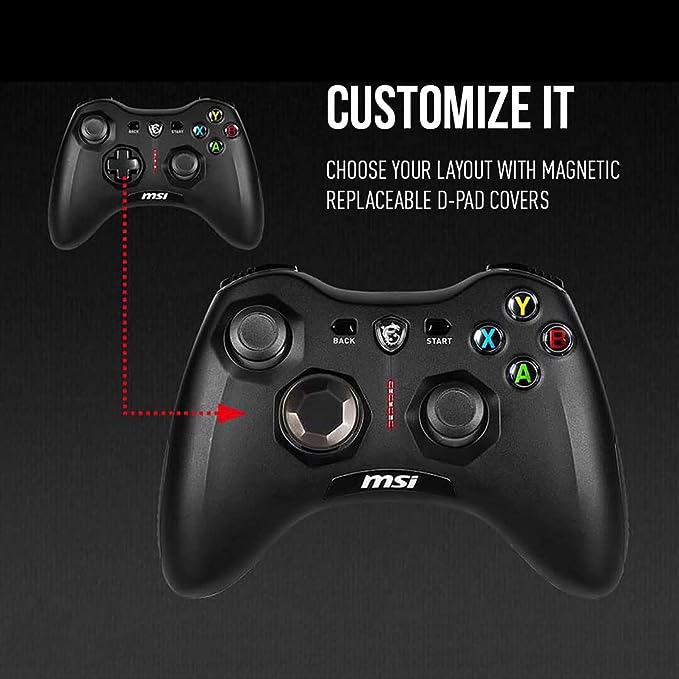 CUSTOMIZE IT
CHOOSE YOUR LAYOUT WITH MAGNETIC
REPLACEABLE D-PAD COVERS
BACK START
Y
X B
A
msi
Y
X B
A
BACK START
msi